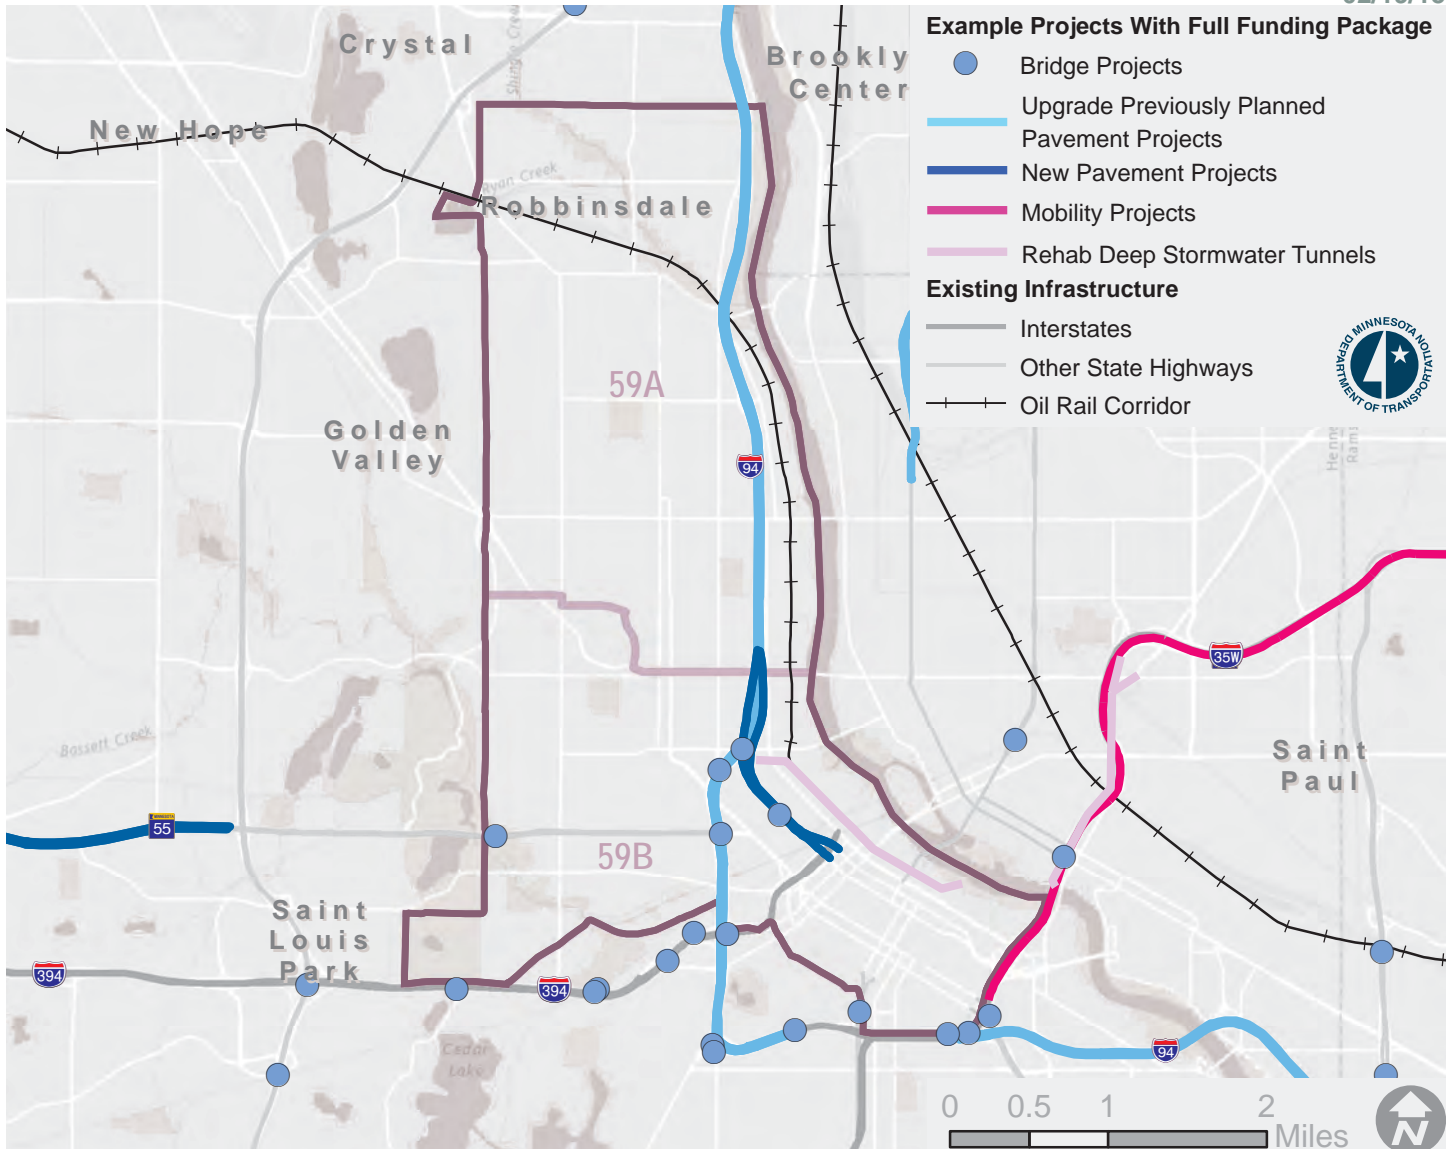 Example Projects With Full Funding Package
Bridge Projects
Upgrade Previously Planned
Pavement Projects
New Pavement Projects
Mobility Projects
Rehab Deep Stormwater Tunnels
Existing Infrastructure
Interstates
Other State Highways
Oil Rail Corridor
MINNESOTA
DEPARTMENT OF TRANSPORTATION
Crystal
Brookly
Center
New Hope
Ryan Creek
Robbinsdale
59A
Golden
Valley
94
35W
Bassett Creek
Saint
Paul
MINNESOTA
55
59B
Saint
Louis
Park
394
394
Cedar
Lake
94
0 0.5 1 2
Miles
N